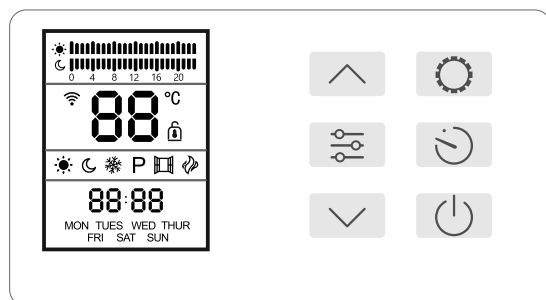 0 4 8 12 16 20
88 °C
P
88:88
MON TUES WED THUR
FRI SAT SUN